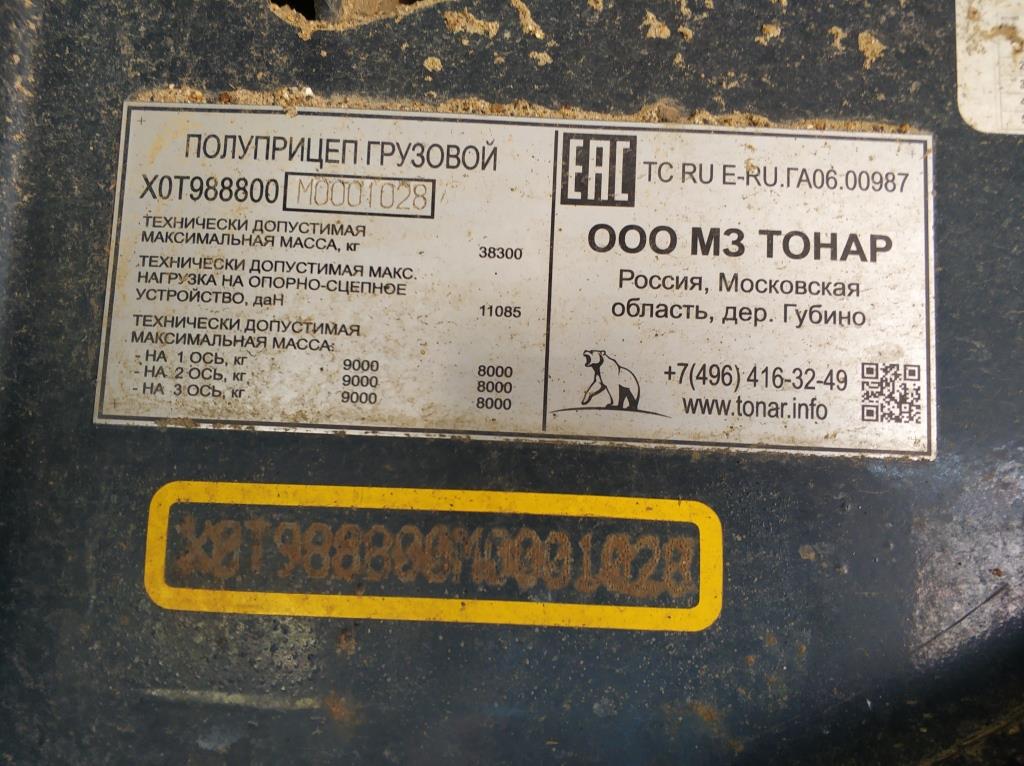 ПОЛУПРИЦЕП ГРУЗОВОЙ
X0T988800 M0001028
ТЕХНИЧЕСКИ ДОПУСТИМАЯ
МАКСИМАЛЬНАЯ МАССА, кг 38300
ТЕХНИЧЕСКИ ДОПУСТИМАЯ МАКС.
НАГРУЗКА НА ОПОРНО-СЦЕПНОЕ
УСТРОЙСТВО, даН 11085
ТЕХНИЧЕСКИ ДОПУСТИМАЯ
МАКСИМАЛЬНАЯ МАССА:
- НА 1 ОСЬ, кг 9000 8000
- НА 2 ОСЬ, кг 9000 8000
- НА 3 ОСЬ, кг 9000 8000
EAC TC RU E-RU.ГА06.00987
ООО МЗ ТОНАР
Россия, Московская
область, дер. Губино
+7(496) 416-32-49
www.tonar.info
X0T988800M0001028